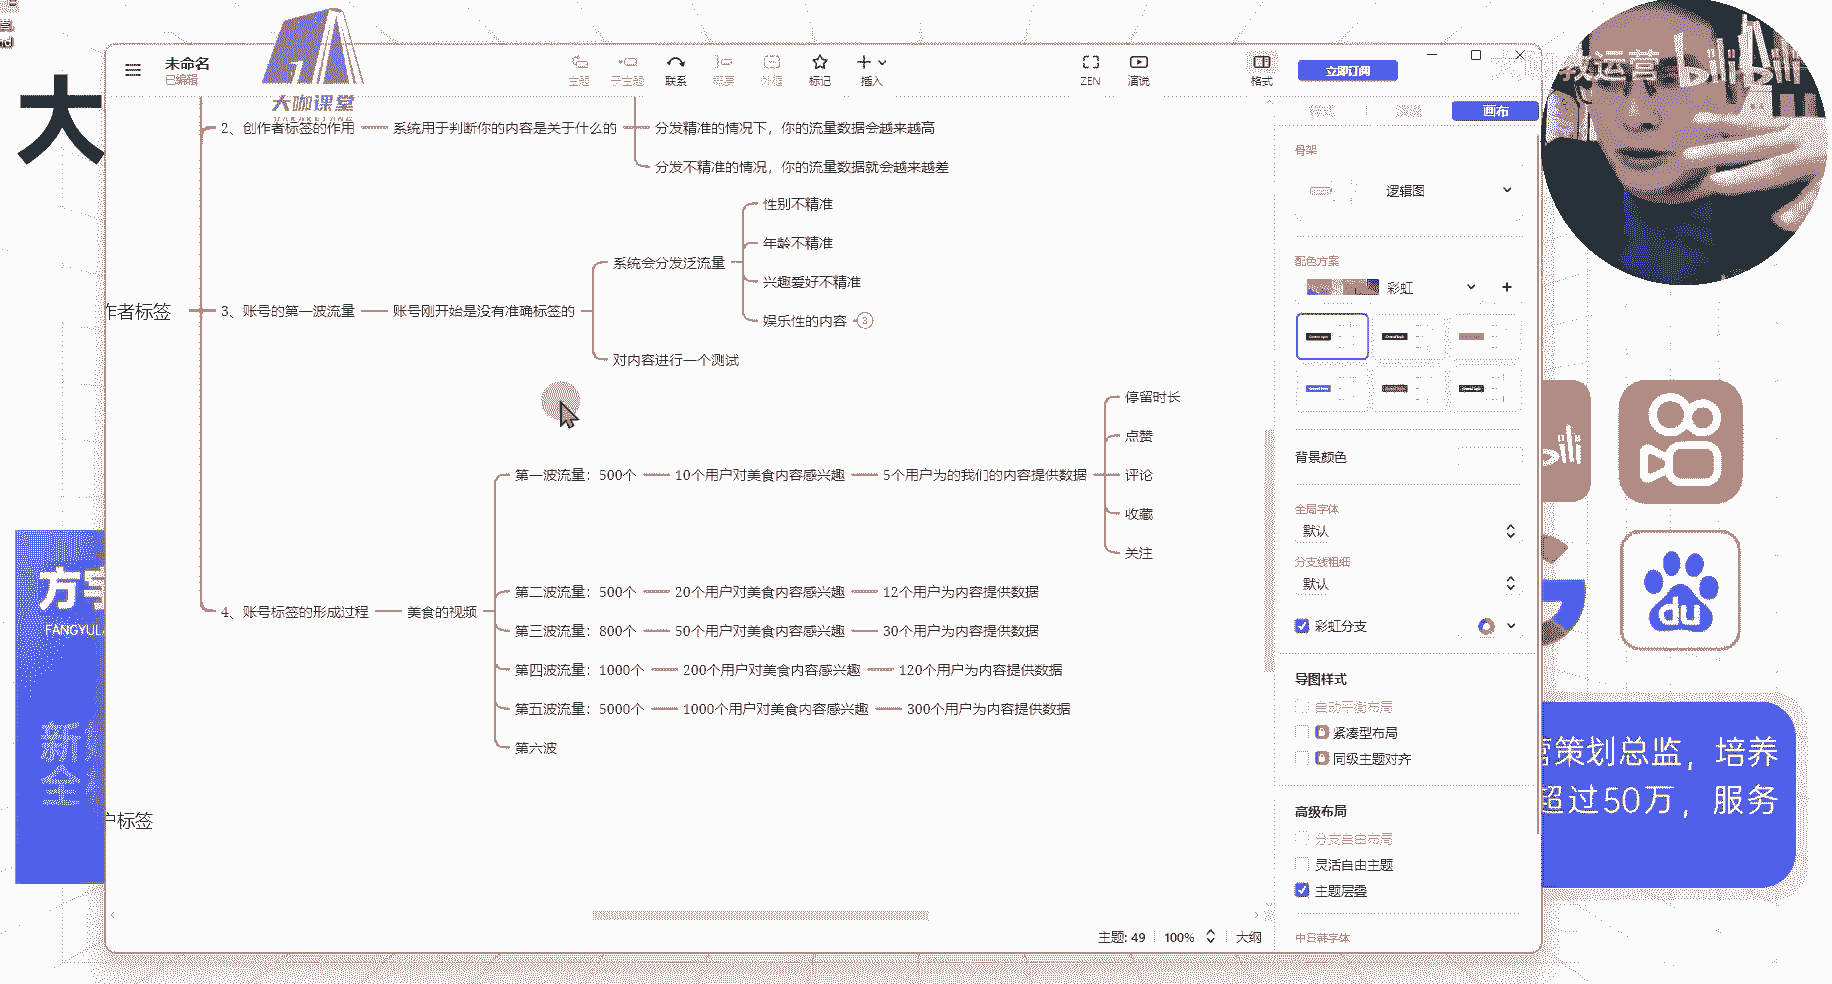 大
未命名
已编辑
大咖课堂
主题
子主题
联系
概要
外框
标记
插入
ZEN
演说
格式
立即订阅
样式
演说
画布
教运营
bilibili
2、创作者标签的作用
系统用于判断你的内容是关于什么的
分发精准的情况下，你的流量数据会越来越高
分发不精准的情况，你的流量数据就会越来越差
作者标签
3、账号的第一波流量
账号刚开始是没有准确标签的
系统会分发泛流量
性别不精准
年龄不精准
兴趣爱好不精准
娱乐性的内容
3
对内容进行一个测试
4、账号标签的形成过程
美食的视频
第一波流量：500个
10个用户对美食内容感兴趣
5个用户为的我们的内容提供数据
停留时长
点赞
评论
收藏
关注
第二波流量：500个
20个用户对美食内容感兴趣
12个用户为内容提供数据
第三波流量：800个
50个用户对美食内容感兴趣
30个用户为内容提供数据
第四波流量：1000个
200个用户对美食内容感兴趣
120个用户为内容提供数据
第五波流量：5000个
1000个用户对美食内容感兴趣
300个用户为内容提供数据
第六波
户标签
骨架
逻辑图
配色方案
彩虹
背景颜色
全局字体
默认
分支线粗细
默认
彩虹分支
导图样式
自动平衡布局
紧凑型布局
同级主题对齐
高级布局
分支自由布局
灵活自由主题
主题层叠
中日韩字体
主题: 49
100%
大纲
方宇
FANGYUL
新
全
du
营策划总监，培养
超过50万，服务